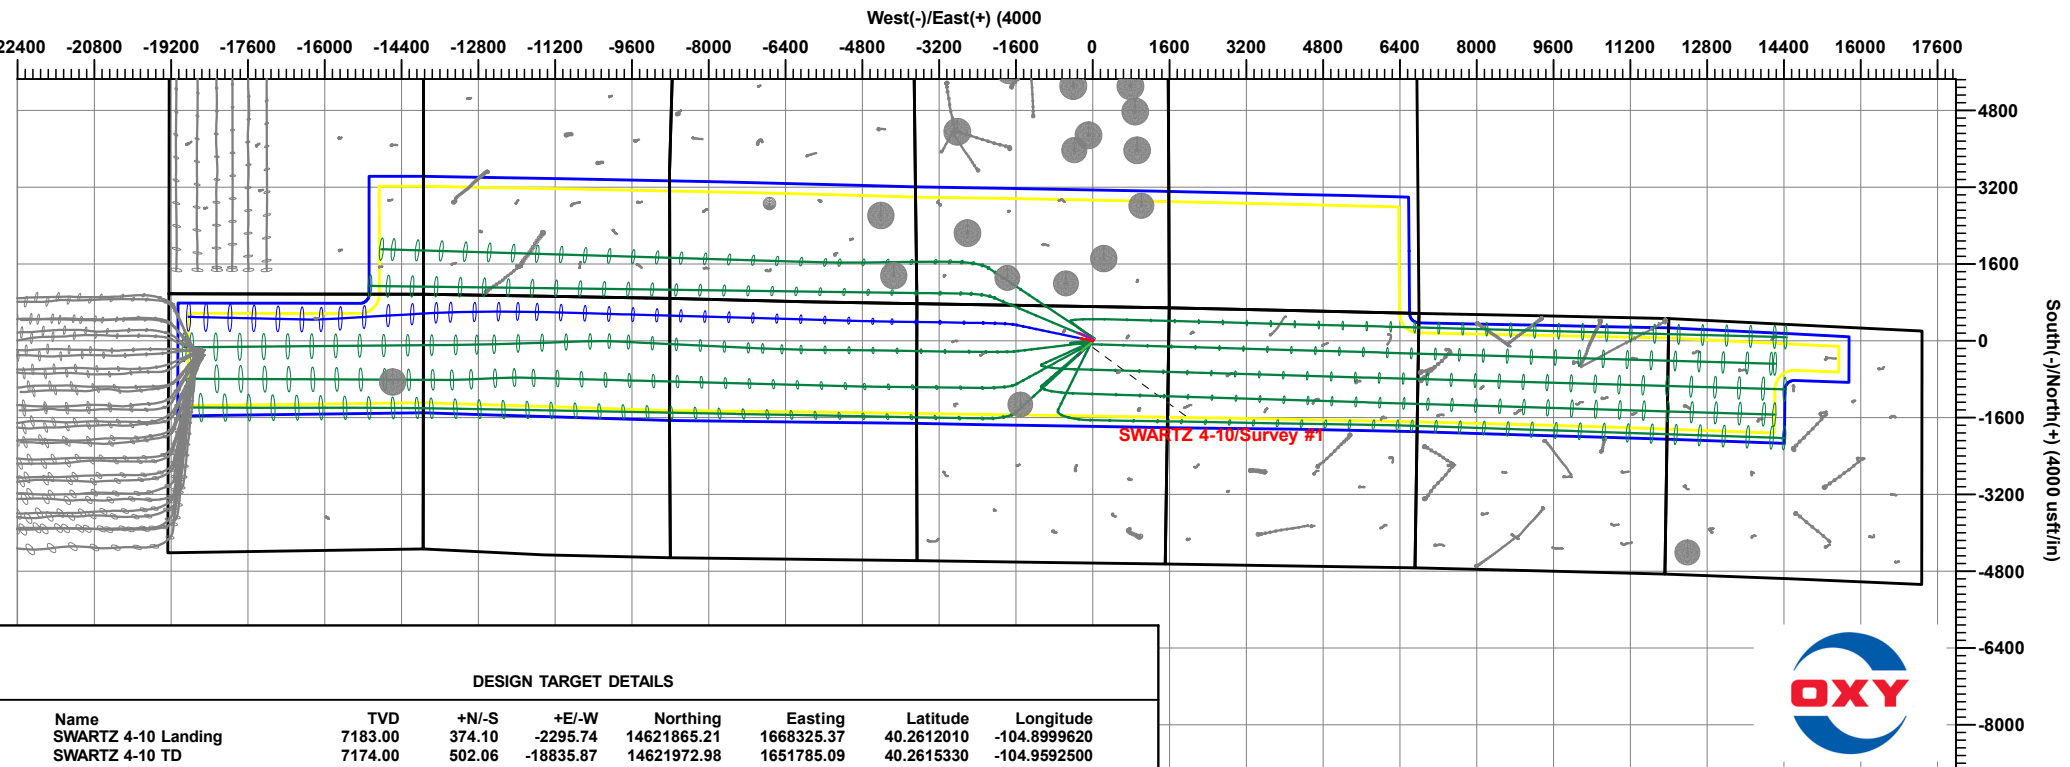 West(-)/East(+) (4000
22400 -20800 -19200 -17600 -16000 -14400 -12800 -11200 -9600 -8000 -6400 -4800 -3200 -1600 0 1600 3200 4800 6400 8000 9600 11200 12800 14400 16000 17600
4800
3200
1600
0
-1600
-3200
-4800
-6400
-8000
South(-)/North(+) (4000 usft/in)
SWARTZ 4-10/Survey #1
OXY
DESIGN TARGET DETAILS
Name TVD +N/-S +E/-W Northing Easting Latitude Longitude
SWARTZ 4-10 Landing 7183.00 374.10 -2295.74 14621865.21 1668325.37 40.2612010 -104.8999620
SWARTZ 4-10 TD 7174.00 502.06 -18835.87 14621972.98 1651785.09 40.2615330 -104.9592500